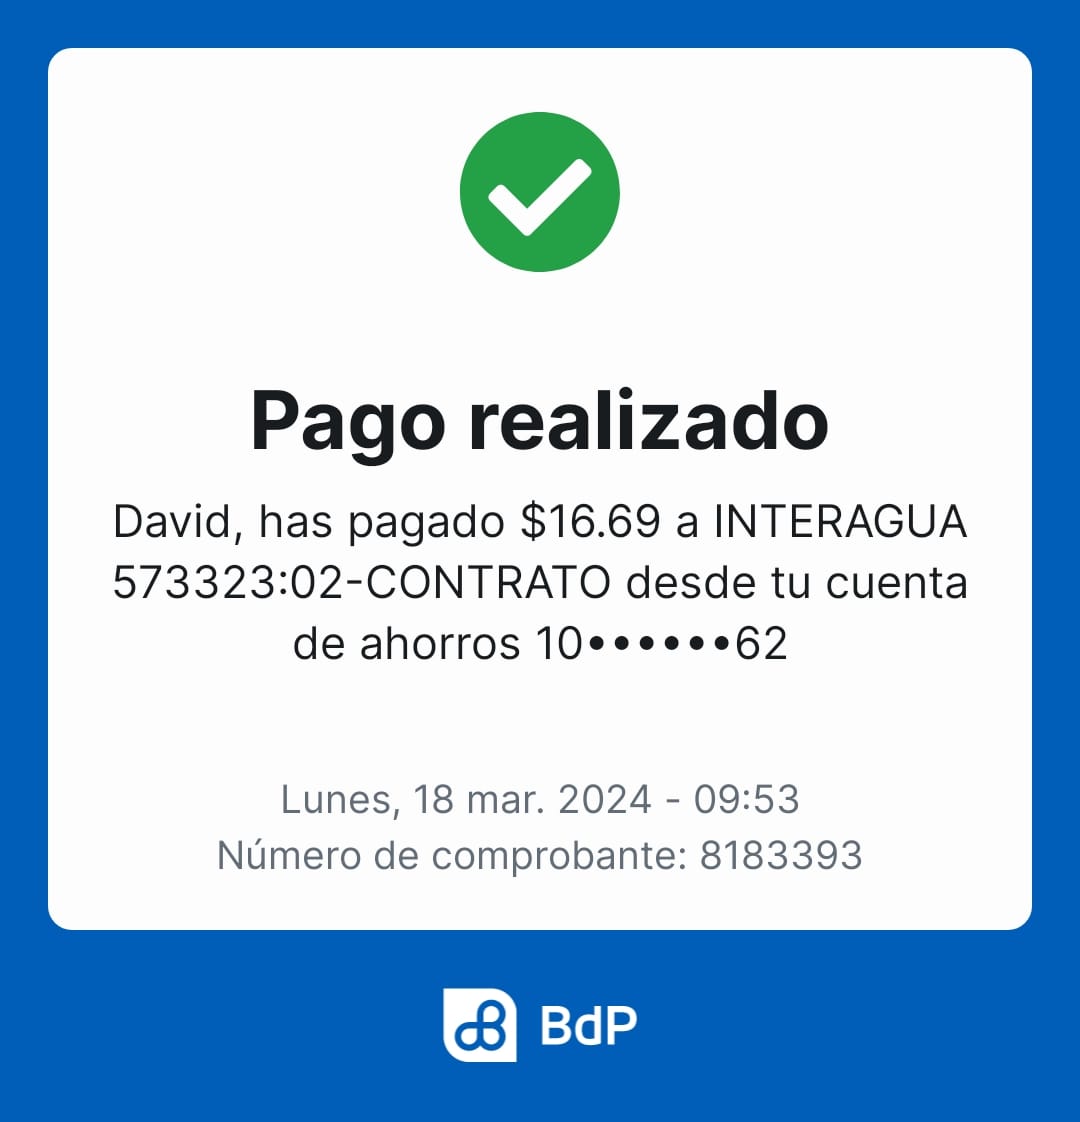 Pago realizado
David, has pagado $16.69 a INTERAGUA
573323:02-CONTRATO desde tu cuenta
de ahorros 10••••••62
Lunes, 18 mar. 2024 - 09:53
Número de comprobante: 8183393
BdP